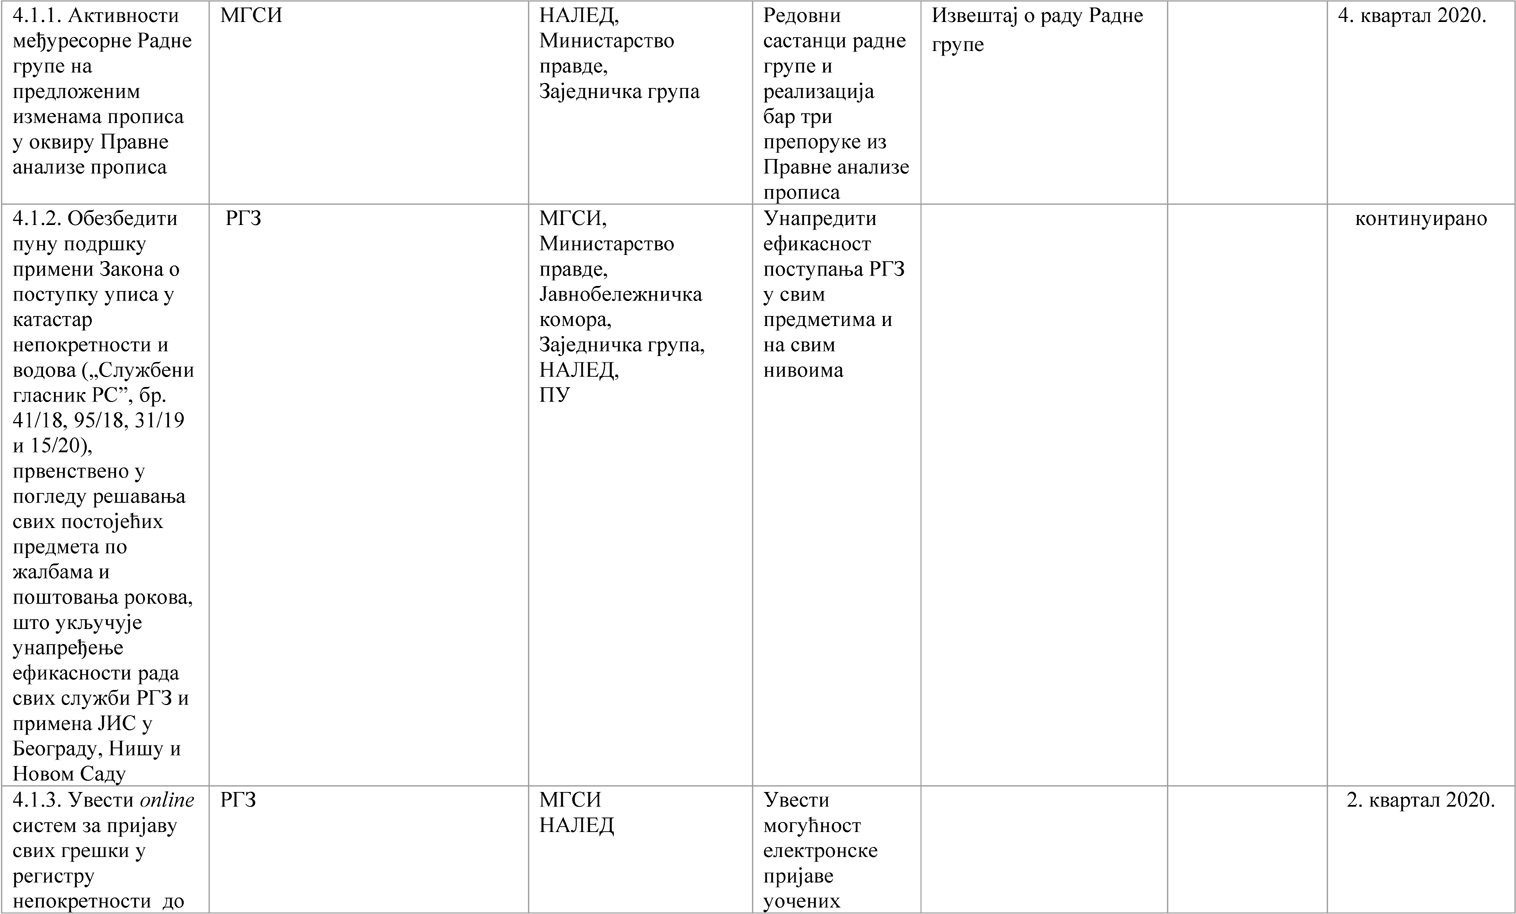 4.1.1. Активности
међуресорне Радне
групе на
предложеним
изменама прописа
у оквиру Правне
анализе прописа
МГСИ
НАЛЕД,
Министарство
правде,
Заједничка група
Редовни
састанци радне
групе и
реализација
бар три
препоруке из
Правне анализе
прописа
Извештај о раду Радне
групе
4. квартал 2020.
4.1.2. Обезбедити
пуну подршку
примени Закона о
поступку уписа у
катастар
непокретности и
водова („Службени
гласник РС”, бр.
41/18, 95/18, 31/19
и 15/20),
првенствено у
погледу решавања
свих постојећих
предмета по
жалбама и
поштовања рокова,
што укључује
унапређење
ефикасности рада
свих служби РГЗ и
примена ЈИС у
Београду, Нишу и
Новом Саду
РГЗ
МГСИ,
Министарство
правде,
Јавнобележничка
комора,
Заједничка група,
НАЛЕД,
ПУ
Унапредити
ефикасност
поступања РГЗ
у свим
предметима и
на свим
нивоима
континуирано
4.1.3. Увести online
систем за пријаву
свих грешки у
регистру
непокретности до
РГЗ
МГСИ
НАЛЕД
Увести
могућност
електронске
пријаве
уочених
2. квартал 2020.